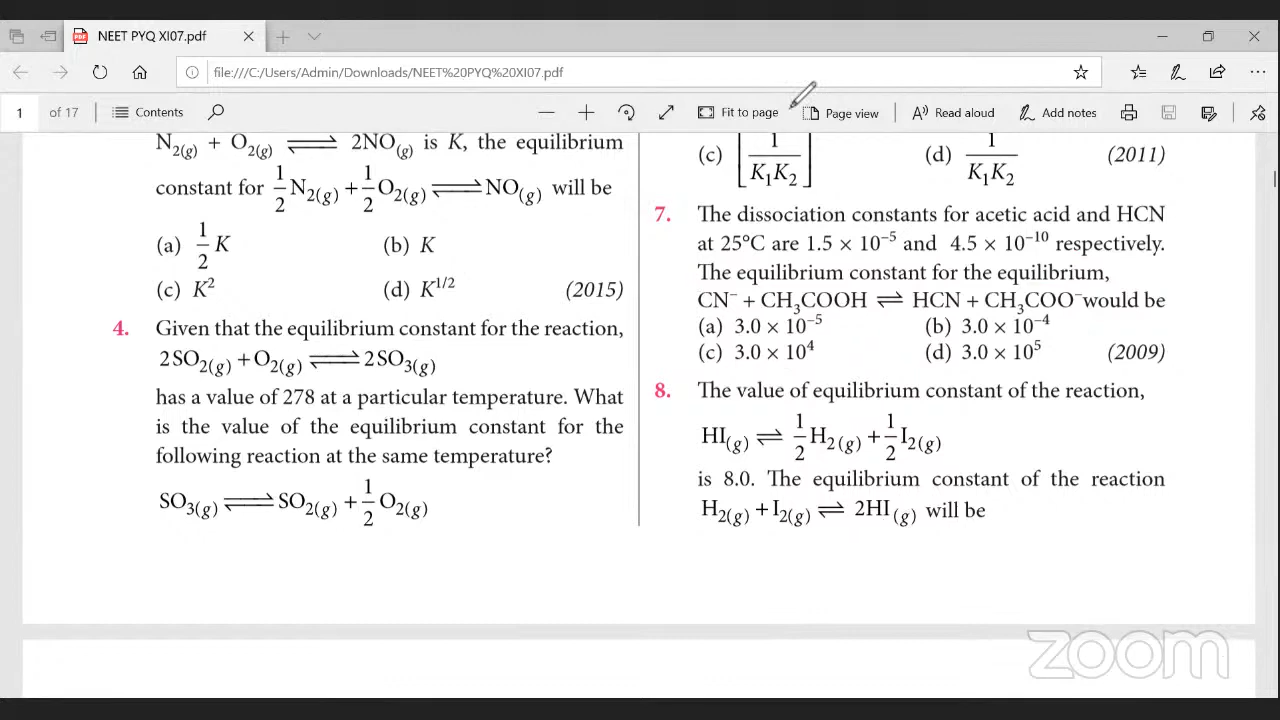 NEET PYQ XI07.pdf
file:///C:/Users/Admin/Downloads/NEET%20PYQ%20XI07.pdf
1 of 17 Contents Fit to page Page view Read aloud Add notes
N₂(g) + O₂(g) ⇌ 2NO(g) is K, the equilibrium
constant for 1/2 N₂(g) + 1/2 O₂(g) ⇌ NO(g) will be
(a) 1/2 K (b) K
(c) K² (d) K^1/2 (2015)
4. Given that the equilibrium constant for the reaction,
2SO₂(g) + O₂(g) ⇌ 2SO₃(g)
has a value of 278 at a particular temperature. What
is the value of the equilibrium constant for the
following reaction at the same temperature?
SO₃(g) ⇌ SO₂(g) + 1/2 O₂(g)
(c) [1/K₁K₂] (d) 1/K₁K₂ (2011)
7. The dissociation constants for acetic acid and HCN
at 25°C are 1.5 × 10⁻⁵ and 4.5 × 10⁻¹⁰ respectively.
The equilibrium constant for the equilibrium,
CN⁻ + CH₃COOH ⇌ HCN + CH₃COO⁻ would be
(a) 3.0 × 10⁻⁵ (b) 3.0 × 10⁻⁴
(c) 3.0 × 10⁴ (d) 3.0 × 10⁵ (2009)
8. The value of equilibrium constant of the reaction,
HI(g) ⇌ 1/2 H₂(g) + 1/2 I₂(g)
is 8.0. The equilibrium constant of the reaction
H₂(g) + I₂(g) ⇌ 2HI(g) will be
zoom